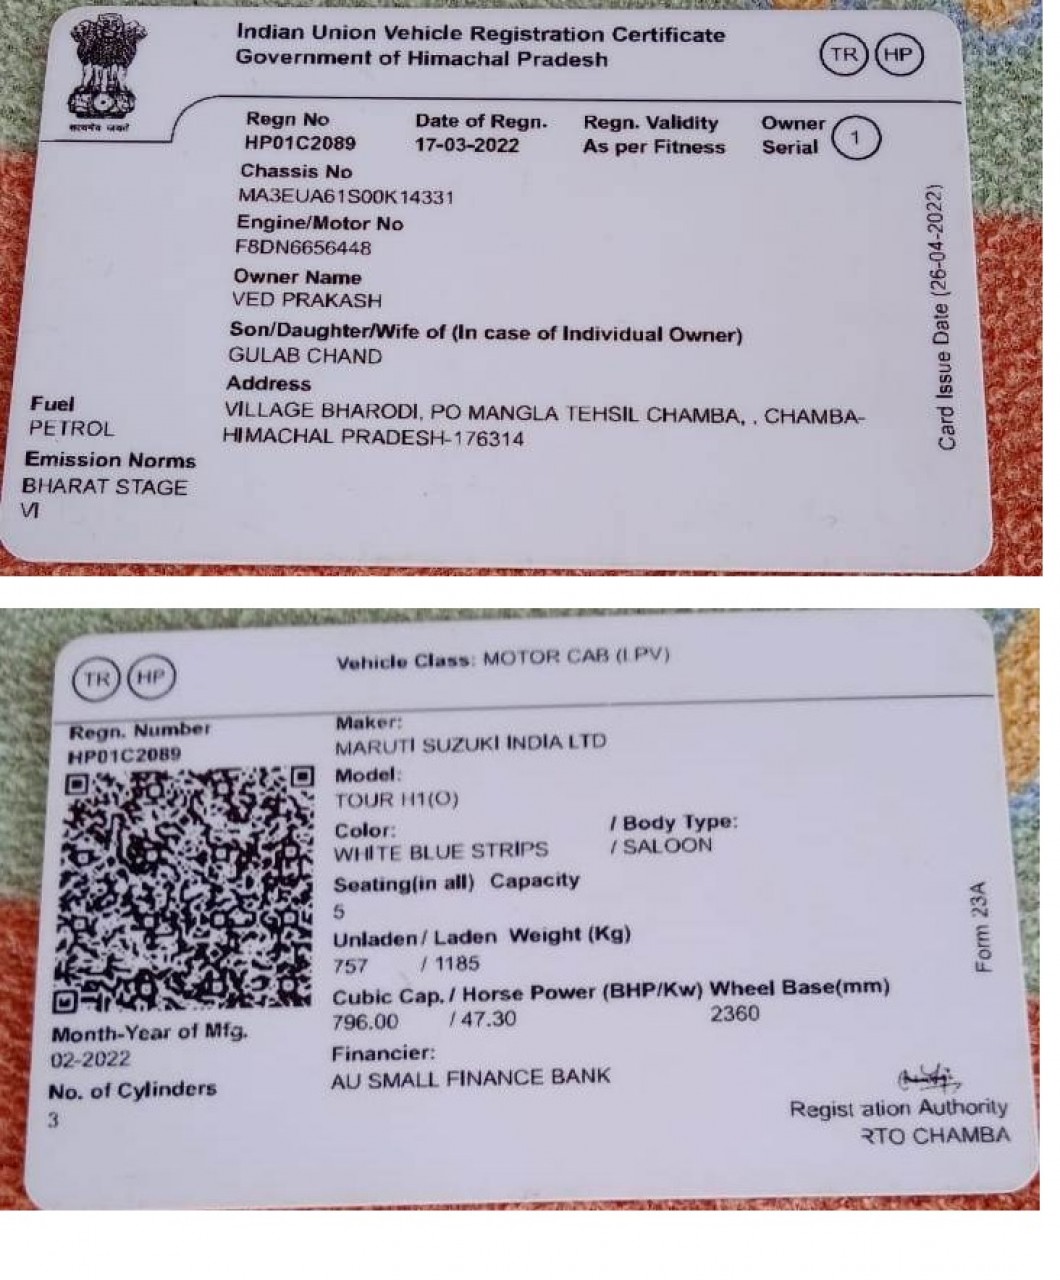 Indian Union Vehicle Registration Certificate
Government of Himachal Pradesh
TR HP
सत्यमेव जयते
Regn No Date of Regn. Regn. Validity Owner
HP01C2089 17-03-2022 As per Fitness Serial 1
Chassis No
MA3EUA61S00K14331
Engine/Motor No
F8DN6656448
Owner Name
VED PRAKASH
Son/Daughter/Wife of (In case of Individual Owner)
GULAB CHAND
Address
VILLAGE BHARODI, PO MANGLA TEHSIL CHAMBA, , CHAMBA-
HIMACHAL PRADESH-176314
Fuel
PETROL
Emission Norms
BHARAT STAGE
VI
Card Issue Date (26-04-2022)
TR HP
Vehicle Class: MOTOR CAB (LPV)
Regn. Number
HP01C2089
Maker:
MARUTI SUZUKI INDIA LTD
Model:
TOUR H1(O)
Color: / Body Type:
WHITE BLUE STRIPS / SALOON
Seating(in all) Capacity
5
Unladen / Laden Weight (Kg)
757 / 1185
Cubic Cap. / Horse Power (BHP/Kw) Wheel Base(mm)
796.00 / 47.30 2360
Financier:
AU SMALL FINANCE BANK
Month-Year of Mfg.
02-2022
No. of Cylinders
3
Form 23A
Regist ation Authority
RTO CHAMBA